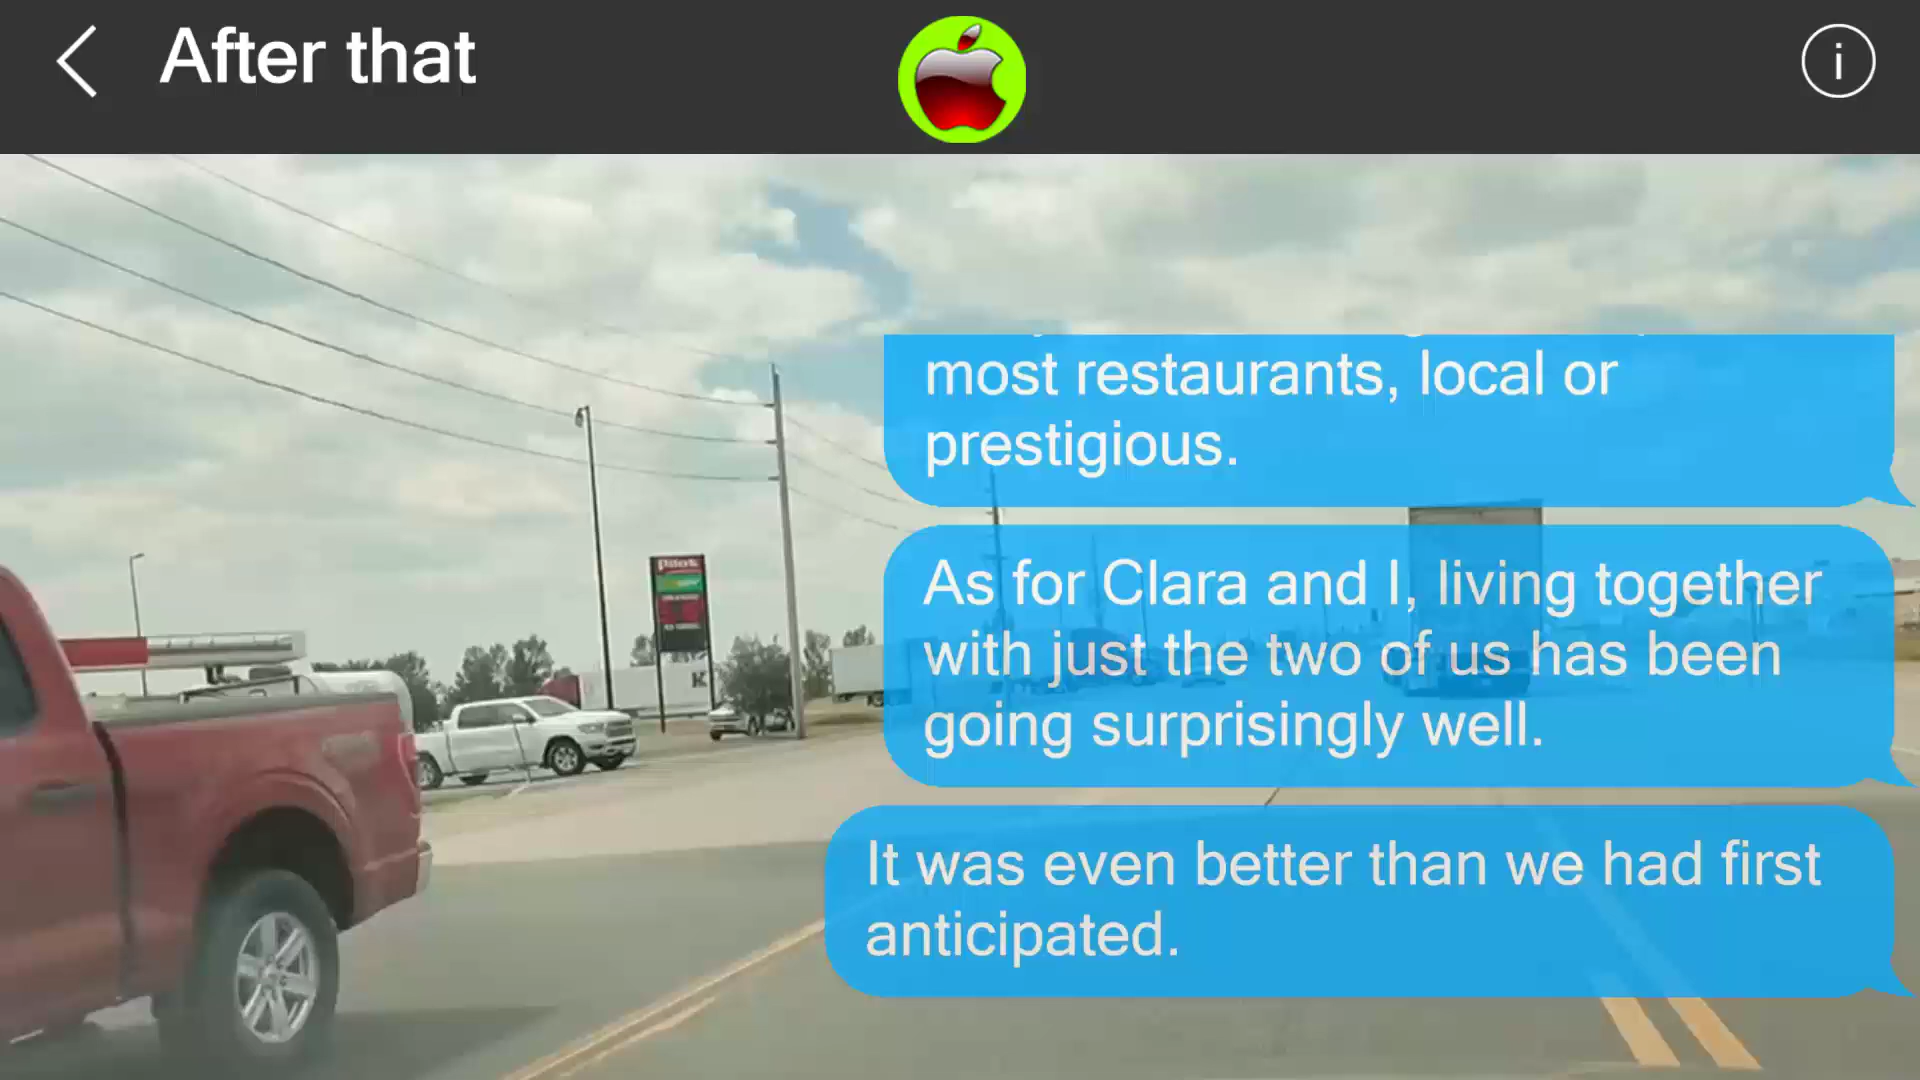 After that
i
most restaurants, local or
prestigious.
As for Clara and I, living together
with just the two of us has been
going surprisingly well.
It was even better than we had first
anticipated.
Pilot
K